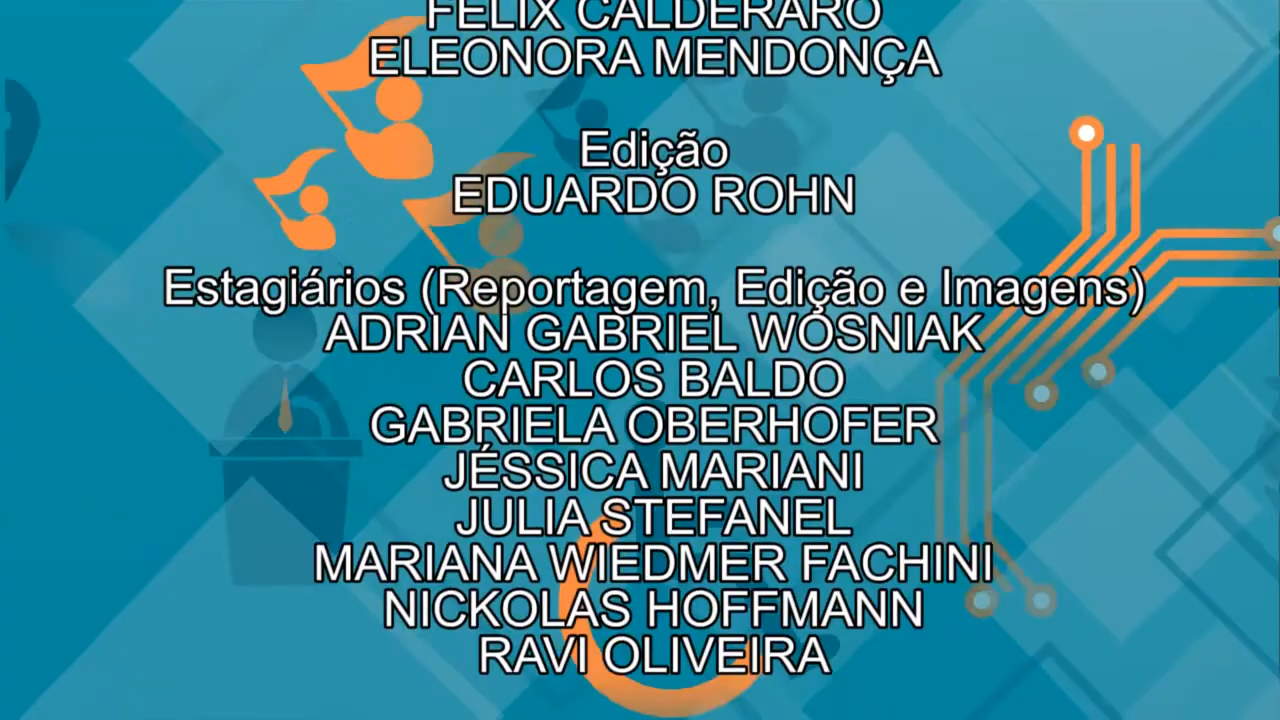 FELIX CALDERARO
ELEONORA MENDONÇA
Edição
EDUARDO ROHN
Estagiários (Reportagem, Edição e Imagens)
ADRIAN GABRIEL WOSNIAK
CARLOS BALDO
GABRIELA OBERHOFER
JÉSSICA MARIANI
JULIA STEFANEL
MARIANA WIEDMER FACHINI
NICKOLAS HOFFMANN
RAVI OLIVEIRA